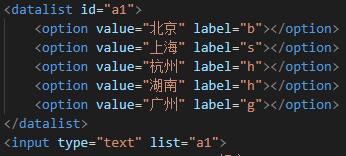 <datalist id="a1">
    <option value="北京" label="b"></option>
    <option value="上海" label="s"></option>
    <option value="杭州" label="h"></option>
    <option value="湖南" label="h"></option>
    <option value="广州" label="g"></option>
</datalist>
<input type="text" list="a1">